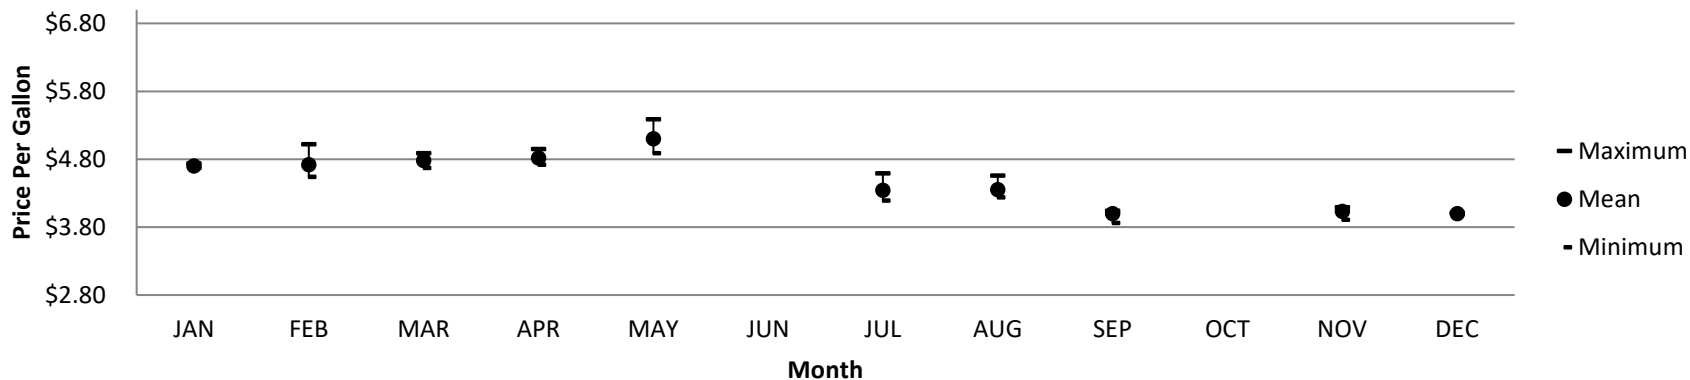 $6.80
$5.80
$4.80
$3.80
$2.80
Price Per Gallon
JAN FEB MAR APR MAY JUN JUL AUG SEP OCT NOV DEC
Month
Maximum
Mean
Minimum